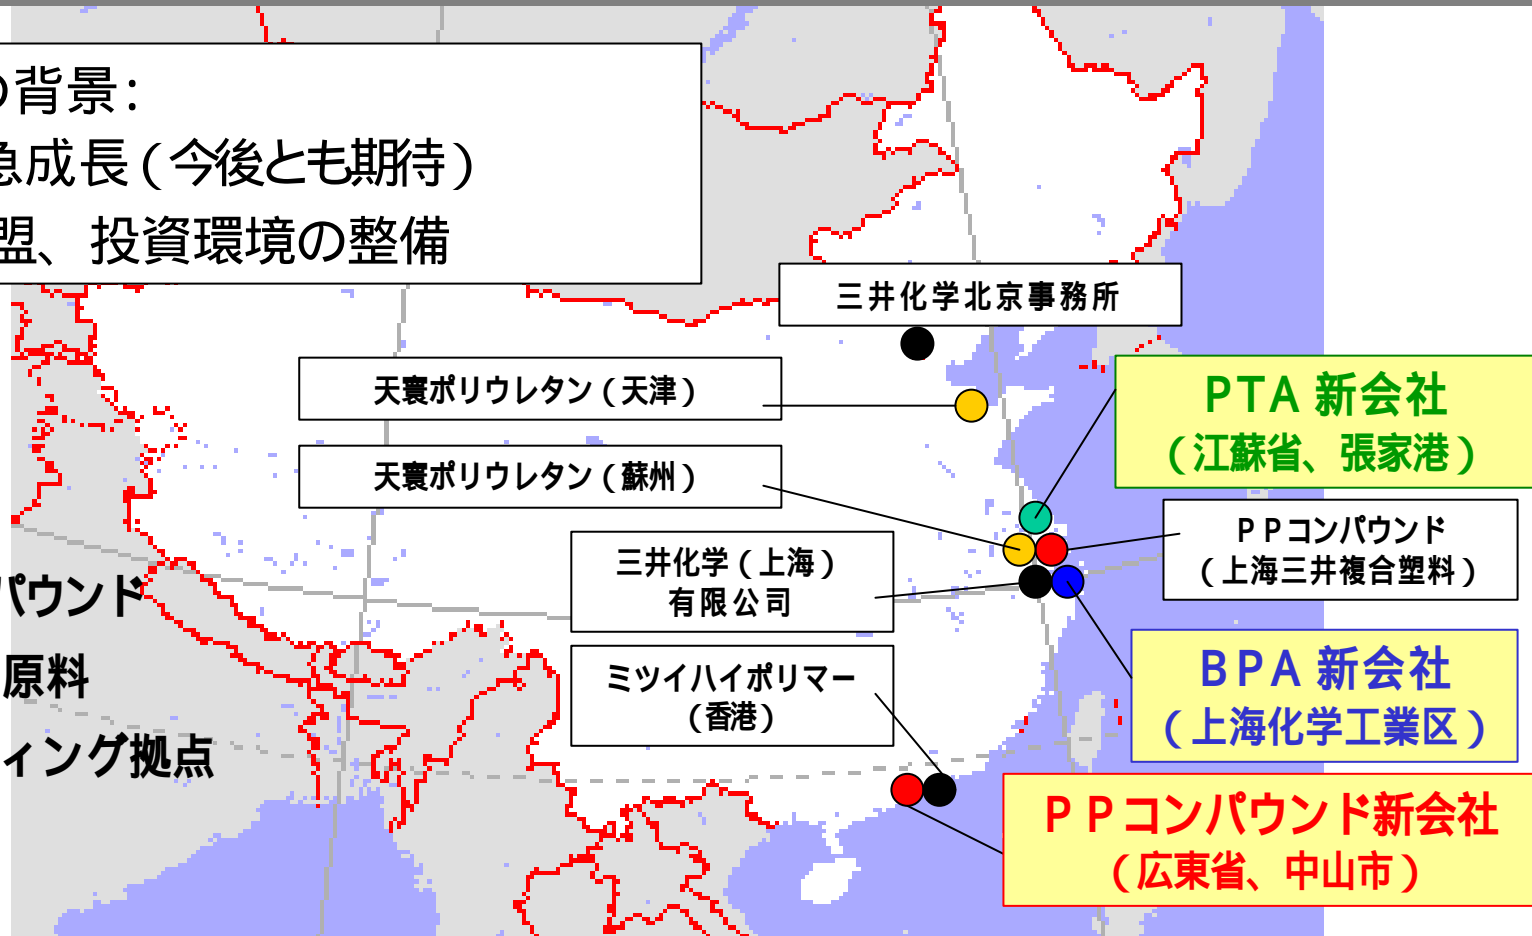 の背景：
急成長（今後とも期待）
盟、投資環境の整備
三井化学北京事務所
天寰ポリウレタン（天津）
PTA 新会社
（江蘇省、張家港）
天寰ポリウレタン（蘇州）
ＰＰコンパウンド
（上海三井複合塑料）
三井化学（上海）
有限公司
パウンド
原料
ミツイハイポリマー
（香港）
ＢＰＡ 新会社
（上海化学工業区）
ィング拠点
ＰＰコンパウンド新会社
（広東省、中山市）